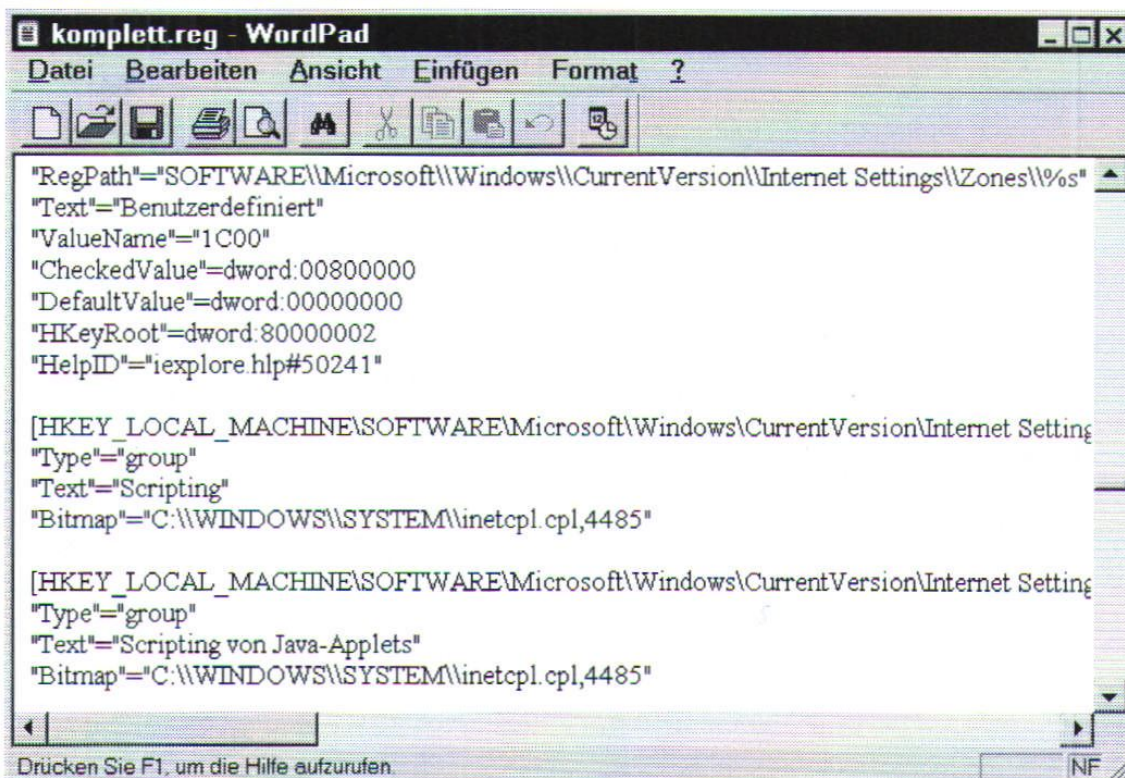 komplett.reg - WordPad
Datei Bearbeiten Ansicht Einfügen Format ?
"RegPath"="SOFTWARE\\Microsoft\\Windows\\CurrentVersion\\Internet Settings\\Zones\\%s"
"Text"="Benutzerdefiniert"
"ValueName"="1C00"
"CheckedValue"=dword:00800000
"DefaultValue"=dword:00000000
"HKeyRoot"=dword:80000002
"HelpID"="iexplore.hlp#50241"
[HKEY_LOCAL_MACHINE\SOFTWARE\Microsoft\Windows\CurrentVersion\Internet Setting
"Type"="group"
"Text"="Scripting"
"Bitmap"="C:\\WINDOWS\\SYSTEM\\inetcpl.cpl,4485"
[HKEY_LOCAL_MACHINE\SOFTWARE\Microsoft\Windows\CurrentVersion\Internet Setting
"Type"="group"
"Text"="Scripting von Java-Applets"
"Bitmap"="C:\\WINDOWS\\SYSTEM\\inetcpl.cpl,4485"
Drücken Sie F1, um die Hilfe aufzurufen. NF